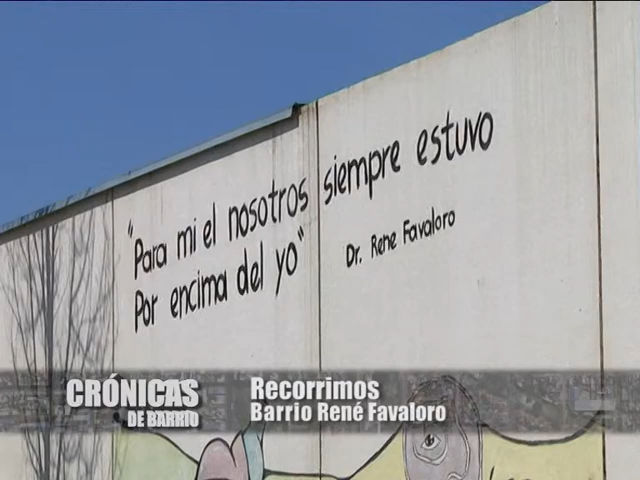 "Para mi el nosotros siempre estuvo
Por encima del yo"
Dr. Rene Favaloro
CRÓNICAS
DE BARRIO
Recorrimos
Barrio René Favaloro